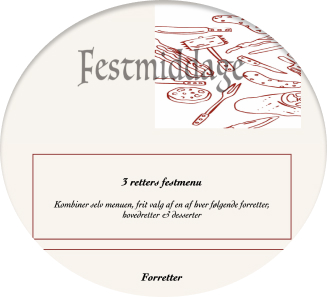 Festmiddage
3 retters festmenu
Kombiner selv menuen, frit valg af en af hver følgende forretter,
hovedretter & desserter
Forretter